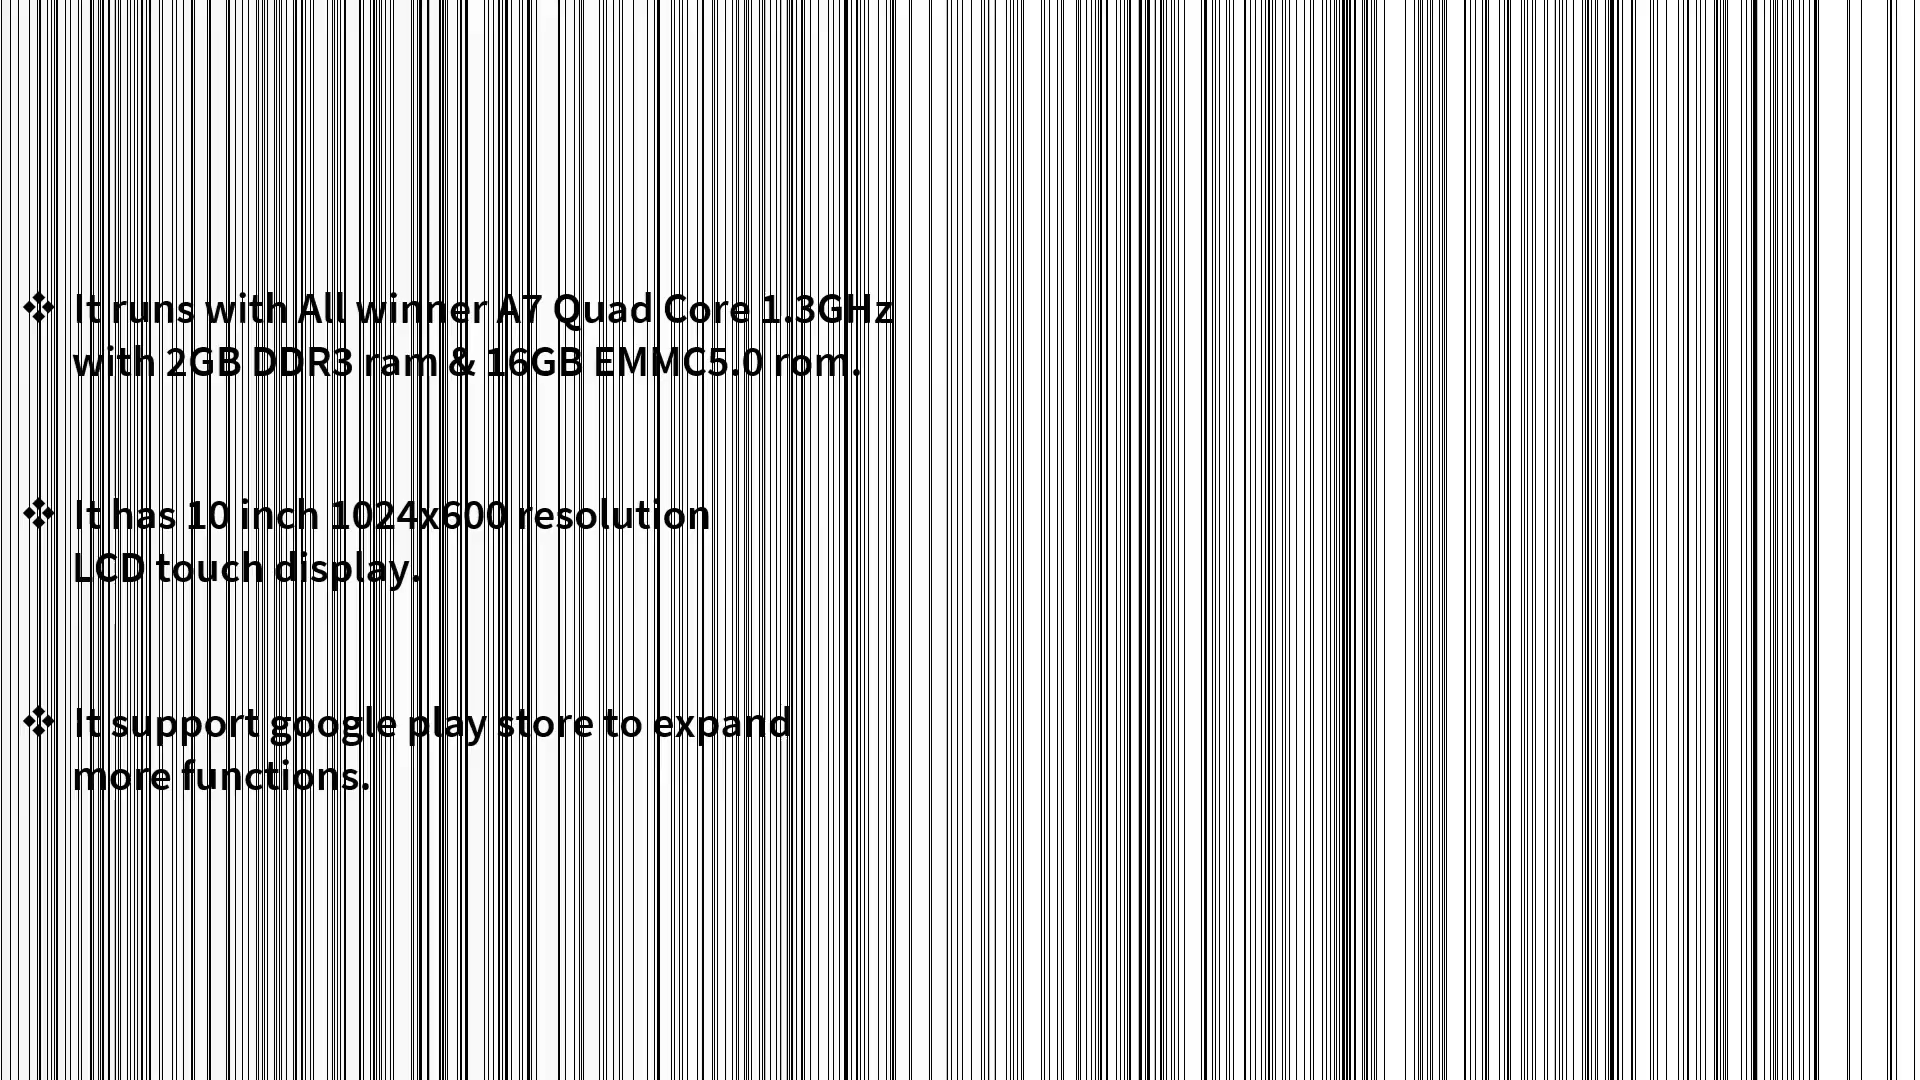 ❖ It runs with All winner A7 Quad Core 1.3GHz
with 2GB DDR3 ram & 16GB EMMC5.0 rom.
❖ It has 10 inch 1024x600 resolution
LCD touch display.
❖ It support google play store to expand
more functions.